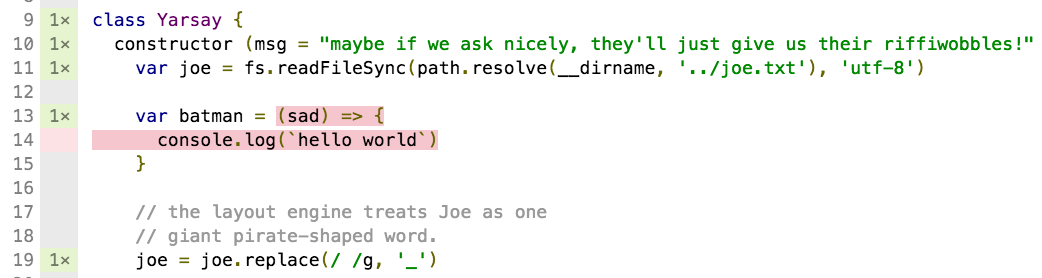 9 1× class Yarsay {
10 1× constructor (msg = "maybe if we ask nicely, they'll just give us their riffiwobbles!"
11 1× var joe = fs.readFileSync(path.resolve(__dirname, '../joe.txt'), 'utf-8')
12
13 1× var batman = (sad) => {
14 console.log(`hello world`)
15 }
16
17 // the layout engine treats Joe as one
18 // giant pirate-shaped word.
19 1× joe = joe.replace(/ /g, '_')